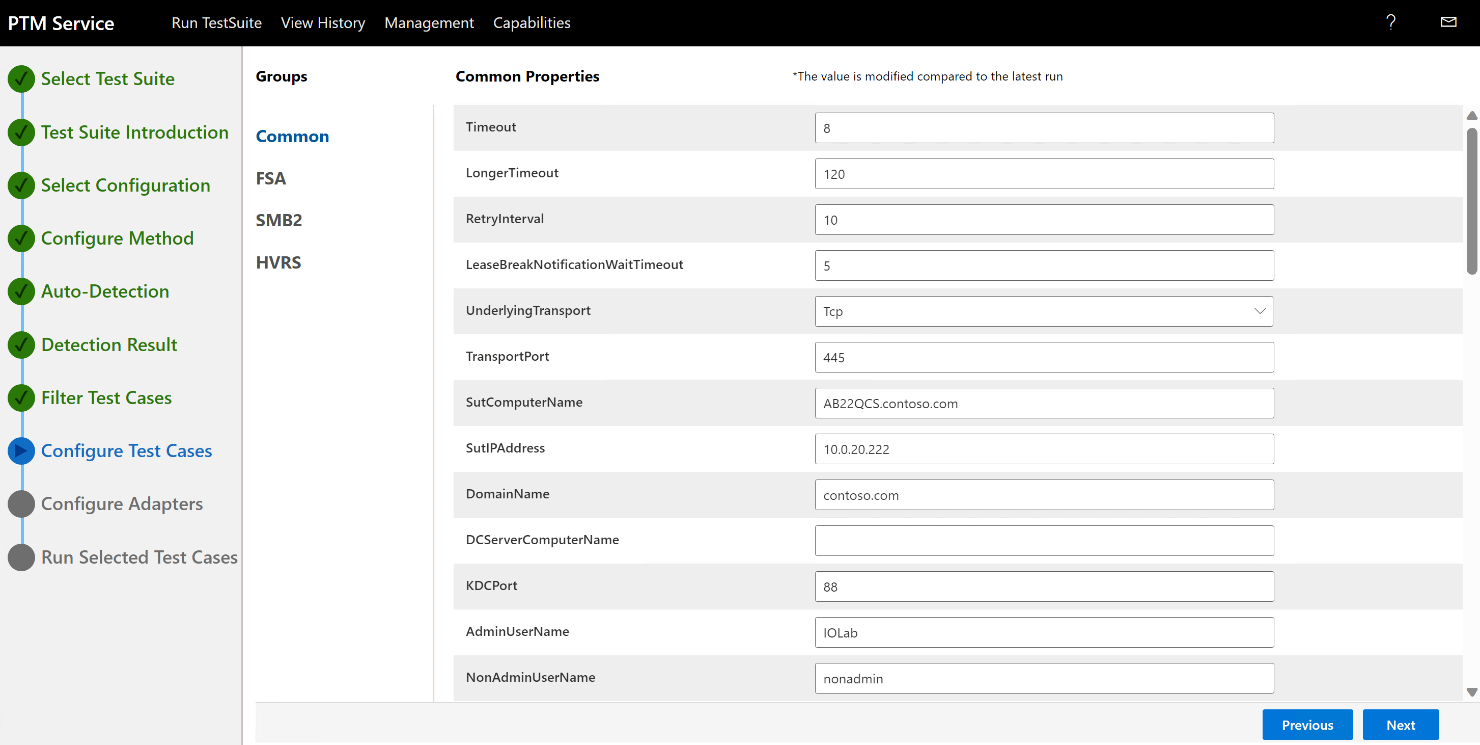 PTM Service Run TestSuite View History Management Capabilities ?
Select Test Suite
Test Suite Introduction
Select Configuration
Configure Method
Auto-Detection
Detection Result
Filter Test Cases
Configure Test Cases
Configure Adapters
Run Selected Test Cases
Groups
Common
FSA
SMB2
HVRS
Common Properties *The value is modified compared to the latest run
Timeout 8
LongerTimeout 120
RetryInterval 10
LeaseBreakNotificationWaitTimeout 5
UnderlyingTransport Tcp
TransportPort 445
SutComputerName AB22QCS.contoso.com
SutIPAddress 10.0.20.222
DomainName contoso.com
DCServerComputerName
KDCPort 88
AdminUserName IOLab
NonAdminUserName nonadmin
Previous Next